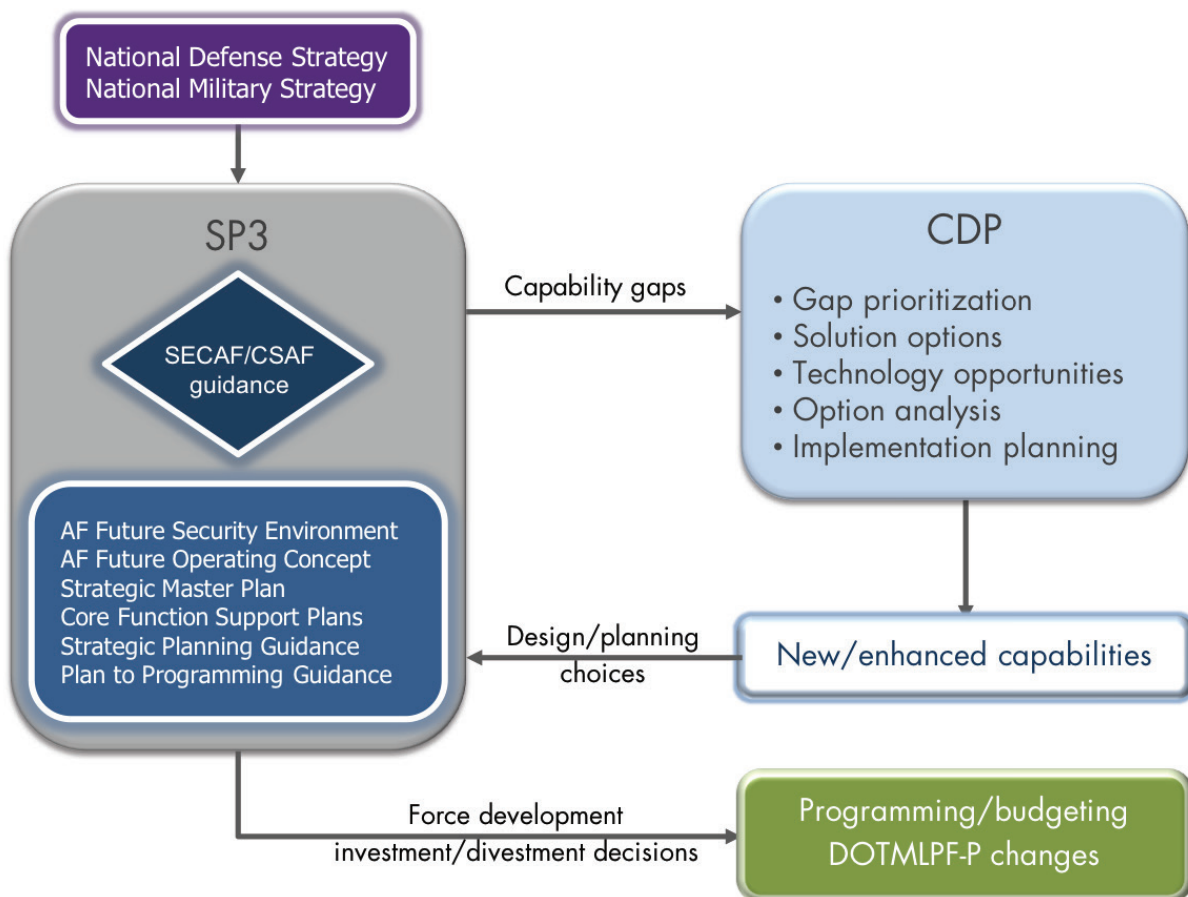 National Defense Strategy
National Military Strategy
SP3
SECAF/CSAF
guidance
AF Future Security Environment
AF Future Operating Concept
Strategic Master Plan
Core Function Support Plans
Strategic Planning Guidance
Plan to Programming Guidance
Capability gaps
CDP
• Gap prioritization
• Solution options
• Technology opportunities
• Option analysis
• Implementation planning
Design/planning
choices
New/enhanced capabilities
Force development
investment/divestment decisions
Programming/budgeting
DOTMLPF-P changes